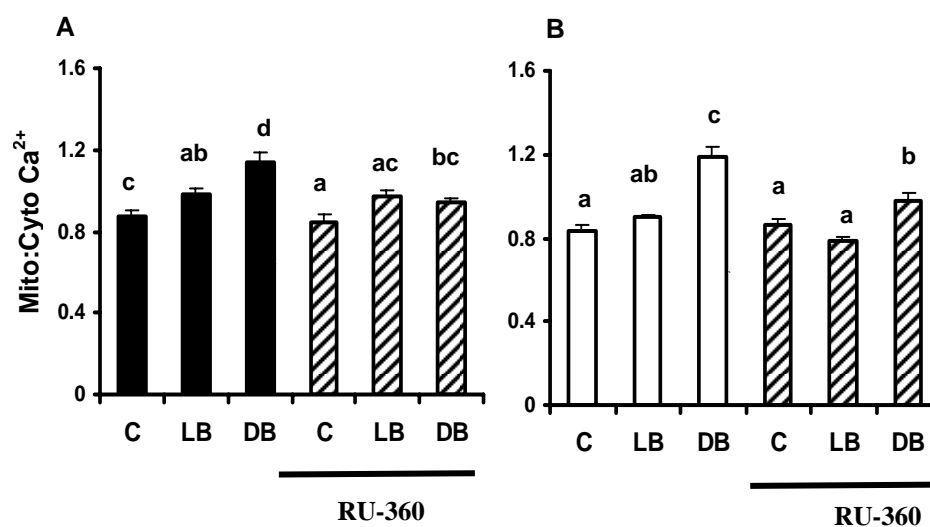 A
Mito:Cyto Ca²⁺
1.6
1.2
0.8
0.4
0
c
ab
d
a
ac
bc
C LB DB C LB DB
RU-360
B
1.6
1.2
0.8
0.4
0
a
ab
c
a
a
b
C LB DB C LB DB
RU-360